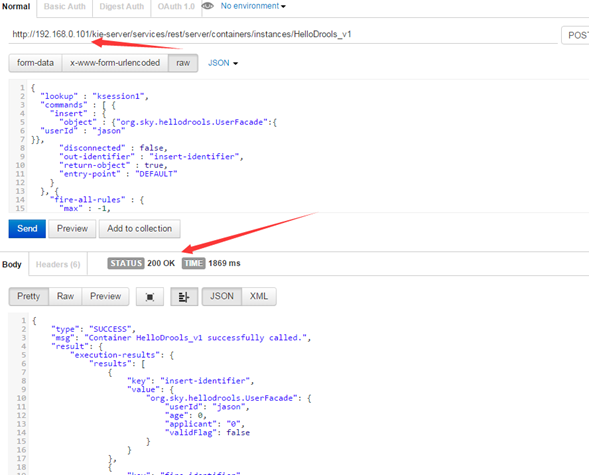 Normal Basic Auth Digest Auth OAuth 1.0 No environment
http://192.168.0.101/kie-server/services/rest/server/containers/instances/HelloDrools_v1 POST
form-data x-www-form-urlencoded raw JSON
1 {
2 "lookup" : "ksession1",
3 "commands" : [ {
4 "insert" : {
5 "object" : {"org.sky.hellodrools.UserFacade":{
6 "userId" : "jason"
7 }},
8 "disconnected" : false,
9 "out-identifier" : "insert-identifier",
10 "return-object" : true,
11 "entry-point" : "DEFAULT"
12 }
13 }, {
14 "fire-all-rules" : {
15 "max" : -1,
Send Preview Add to collection
Body Headers (6) STATUS 200 OK TIME 1869 ms
Pretty Raw Preview JSON XML
1 {
2 "type": "SUCCESS",
3 "msg": "Container HelloDrools_v1 successfully called.",
4 "result": {
5 "execution-results": {
6 "results": [
7 {
8 "key": "insert-identifier",
9 "value": {
10 "org.sky.hellodrools.UserFacade": {
11 "userId": "jason",
12 "age": 0,
13 "applicant": "0",
14 "validFlag": false
15 }
16 }
17 },
18 {